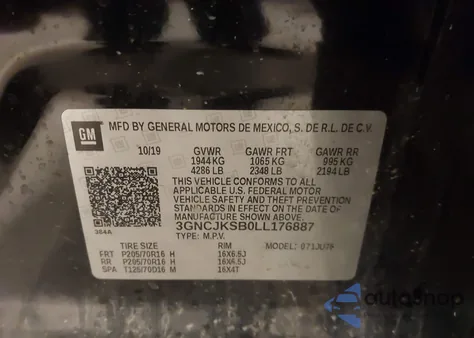 GM
MFD BY GENERAL MOTORS DE MEXICO, S. DE R.L. DE C.V.
10/19 GVWR GAWR FRT GAWR RR
1944 KG 1065 KG 995 KG
4286 LB 2348 LB 2194 LB
THIS VEHICLE CONFORMS TO ALL
APPLICABLE U.S. FEDERAL MOTOR
VEHICLE SAFETY AND THEFT PREVENTION
STANDARDS IN EFFECT ON THE DATE OF
MANUFACTURE SHOWN ABOVE.
3GNCJKSB0LL176887
384A TYPE: M.P.V.
TIRE SIZE RIM MODEL: 071JU76
FRT P205/70R16 H 16X6.5J
RR P205/70R16 H 16X6.5J
SPA T125/70D16 M 16X4T
autosnap